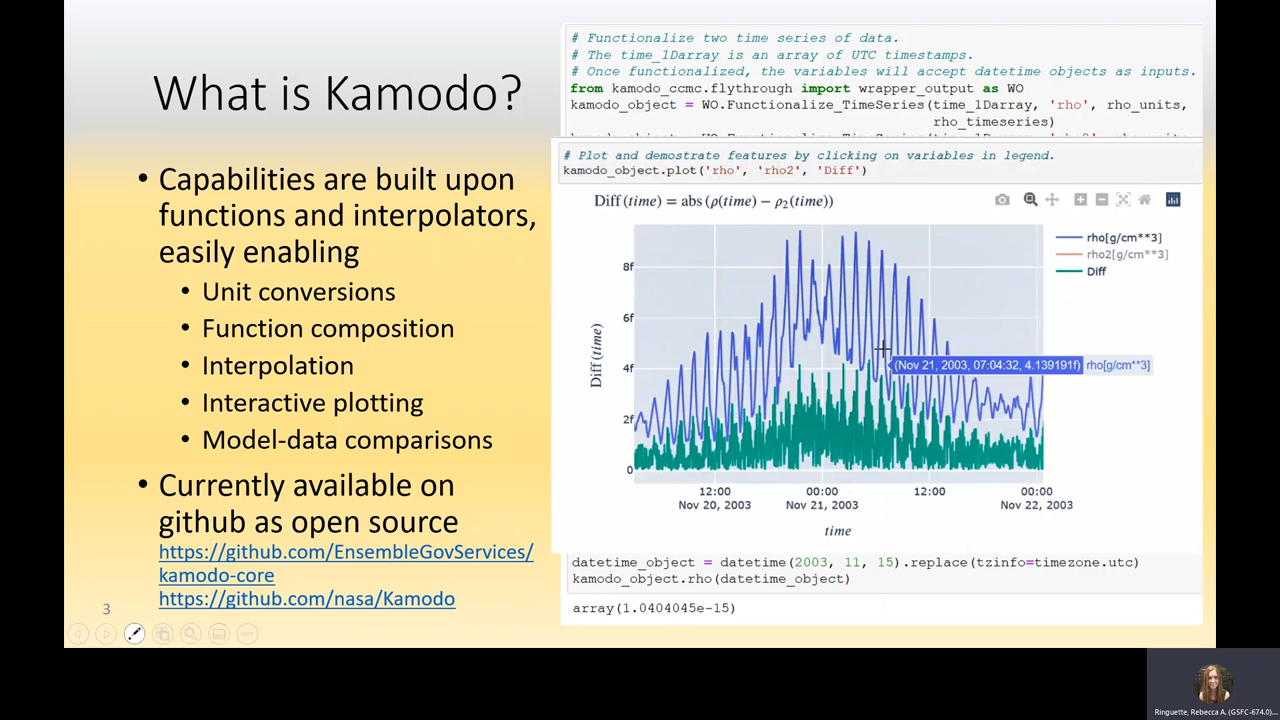 What is Kamodo?
• Capabilities are built upon
functions and interpolators,
easily enabling
• Unit conversions
• Function composition
• Interpolation
• Interactive plotting
• Model-data comparisons
• Currently available on
github as open source
https://github.com/EnsembleGovServices/
kamodo-core
https://github.com/nasa/Kamodo
3
# Functionalize two time series of data.
# The time_1Darray is an array of UTC timestamps.
# Once functionalized, the variables will accept datetime objects as inputs.
from kamodo_ccmc.flythrough import wrapper_output as WO
kamodo_object = WO.Functionalize_TimeSeries(time_1Darray, 'rho', rho_units,
rho_timeseries)
# Plot and demostrate features by clicking on variables in legend.
kamodo_object.plot('rho', 'rho2', 'Diff')
Diff(time) = abs(ρ(time) − ρ2(time))
rho[g/cm**3]
rho2[g/cm**3]
Diff
8f
6f
4f
2f
0
Diff(time)
(Nov 21, 2003, 07:04:32, 4.139191f) rho[g/cm**3]
12:00 00:00 12:00 00:00
Nov 20, 2003 Nov 21, 2003 Nov 22, 2003
time
datetime_object = datetime(2003, 11, 15).replace(tzinfo=timezone.utc)
kamodo_object.rho(datetime_object)
array(1.0404045e-15)
Ringuette, Rebecca A. (GSFC-674.0)...